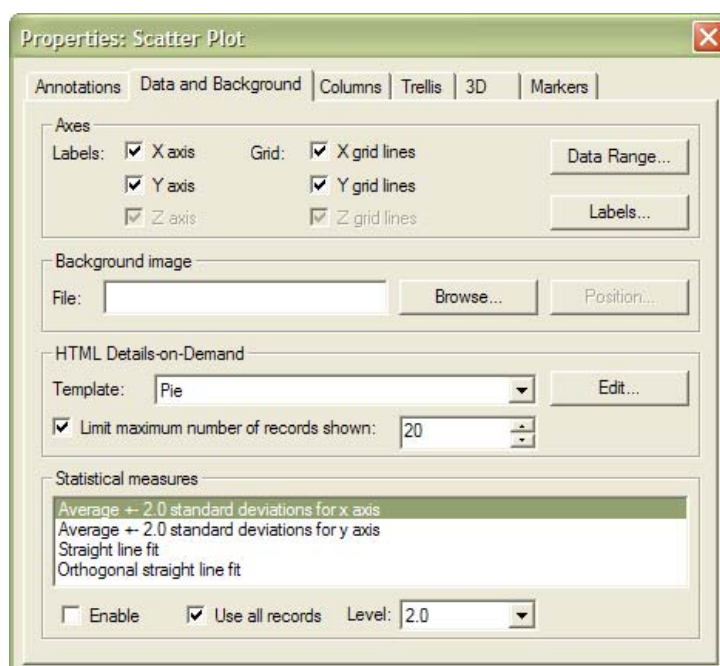 Properties: Scatter Plot
Annotations Data and Background Columns Trellis 3D Markers
Axes
Labels: X axis Grid: X grid lines Data Range...
Y axis Y grid lines
Z axis Z grid lines Labels...
Background image
File: Browse... Position...
HTML Details-on-Demand
Template: Pie Edit...
Limit maximum number of records shown: 20
Statistical measures
Average +- 2.0 standard deviations for x axis
Average +- 2.0 standard deviations for y axis
Straight line fit
Orthogonal straight line fit
Enable Use all records Level: 2.0